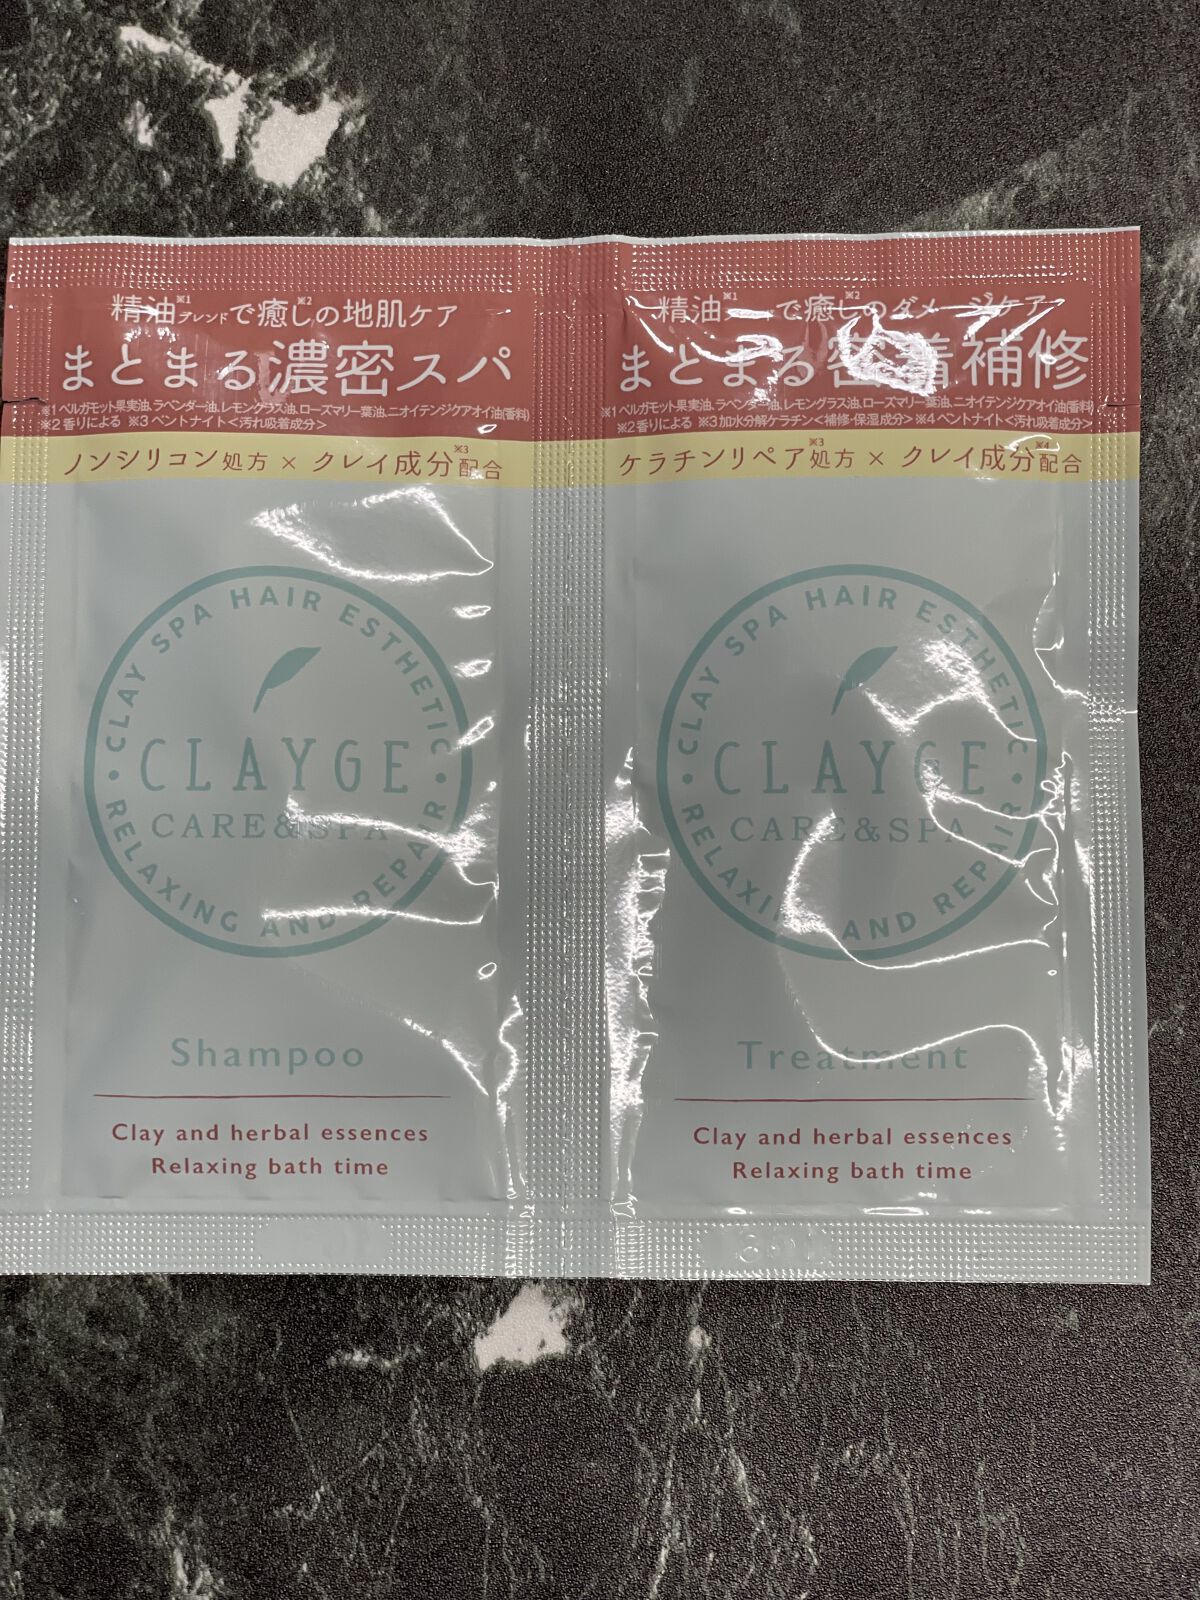 精油※1ブレンドで癒し※2の地肌ケア
まとまる濃密スパ
※1 ベルガモット果実油、ラベンダー油、レモングラス油、ローズマリー葉油、ニオイテンジクアオイ油(香料)
※2 香りによる ※3 ベントナイト<汚れ吸着成分>
ノンシリコン処方 × クレイ成分※3配合
CLAY SPA HAIR ESTHETIC
CLAYGE
CARE&SPA
RELAXING AND REPAIR
Shampoo
Clay and herbal essences
Relaxing bath time
精油※1 で癒し※2のダメージケア
まとまる密着補修
※1 ベルガモット果実油、ラベンダー油、レモングラス油、ローズマリー葉油、ニオイテンジクアオイ油(香料)
※2 香りによる ※3 加水分解ケラチン<補修・保湿成分> ※4 ベントナイト<汚れ吸着成分>
ケラチンリペア※3処方 × クレイ成分※4配合
CLAY SPA HAIR ESTHETIC
CLAYGE
CARE&SPA
RELAXING AND REPAIR
Treatment
Clay and herbal essences
Relaxing bath time